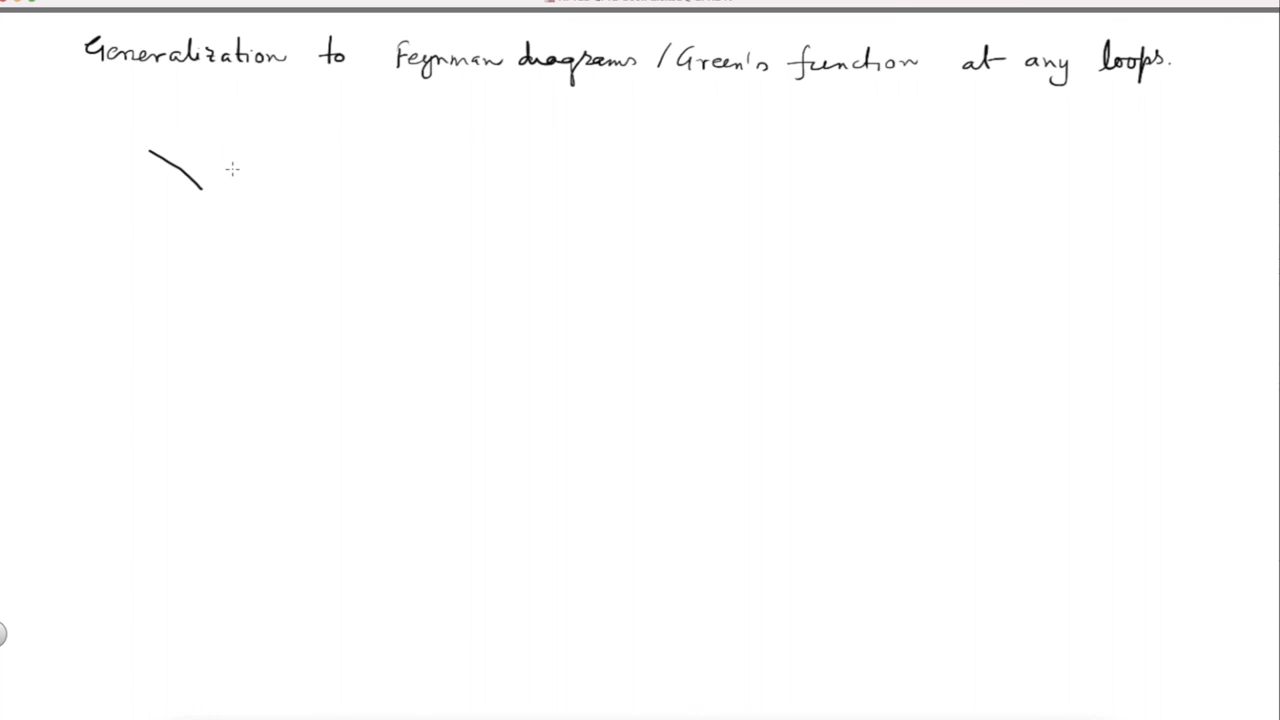 Generalization to Feynman diagrams / Green's function at any loops.